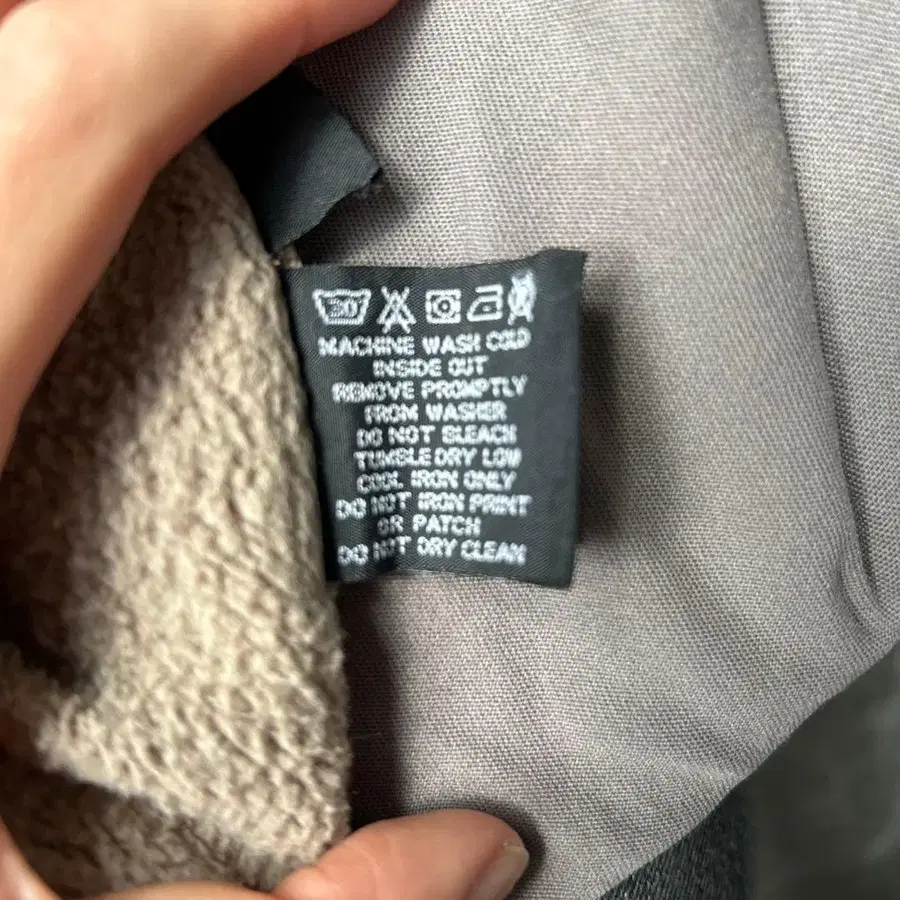 30
MACHINE WASH COLD
INSIDE OUT
REMOVE PROMPTLY
FROM WASHER
DO NOT BLEACH
TUMBLE DRY LOW
COOL IRON ONLY
DO NOT IRON PRINT
OR PATCH
DO NOT DRY CLEAN